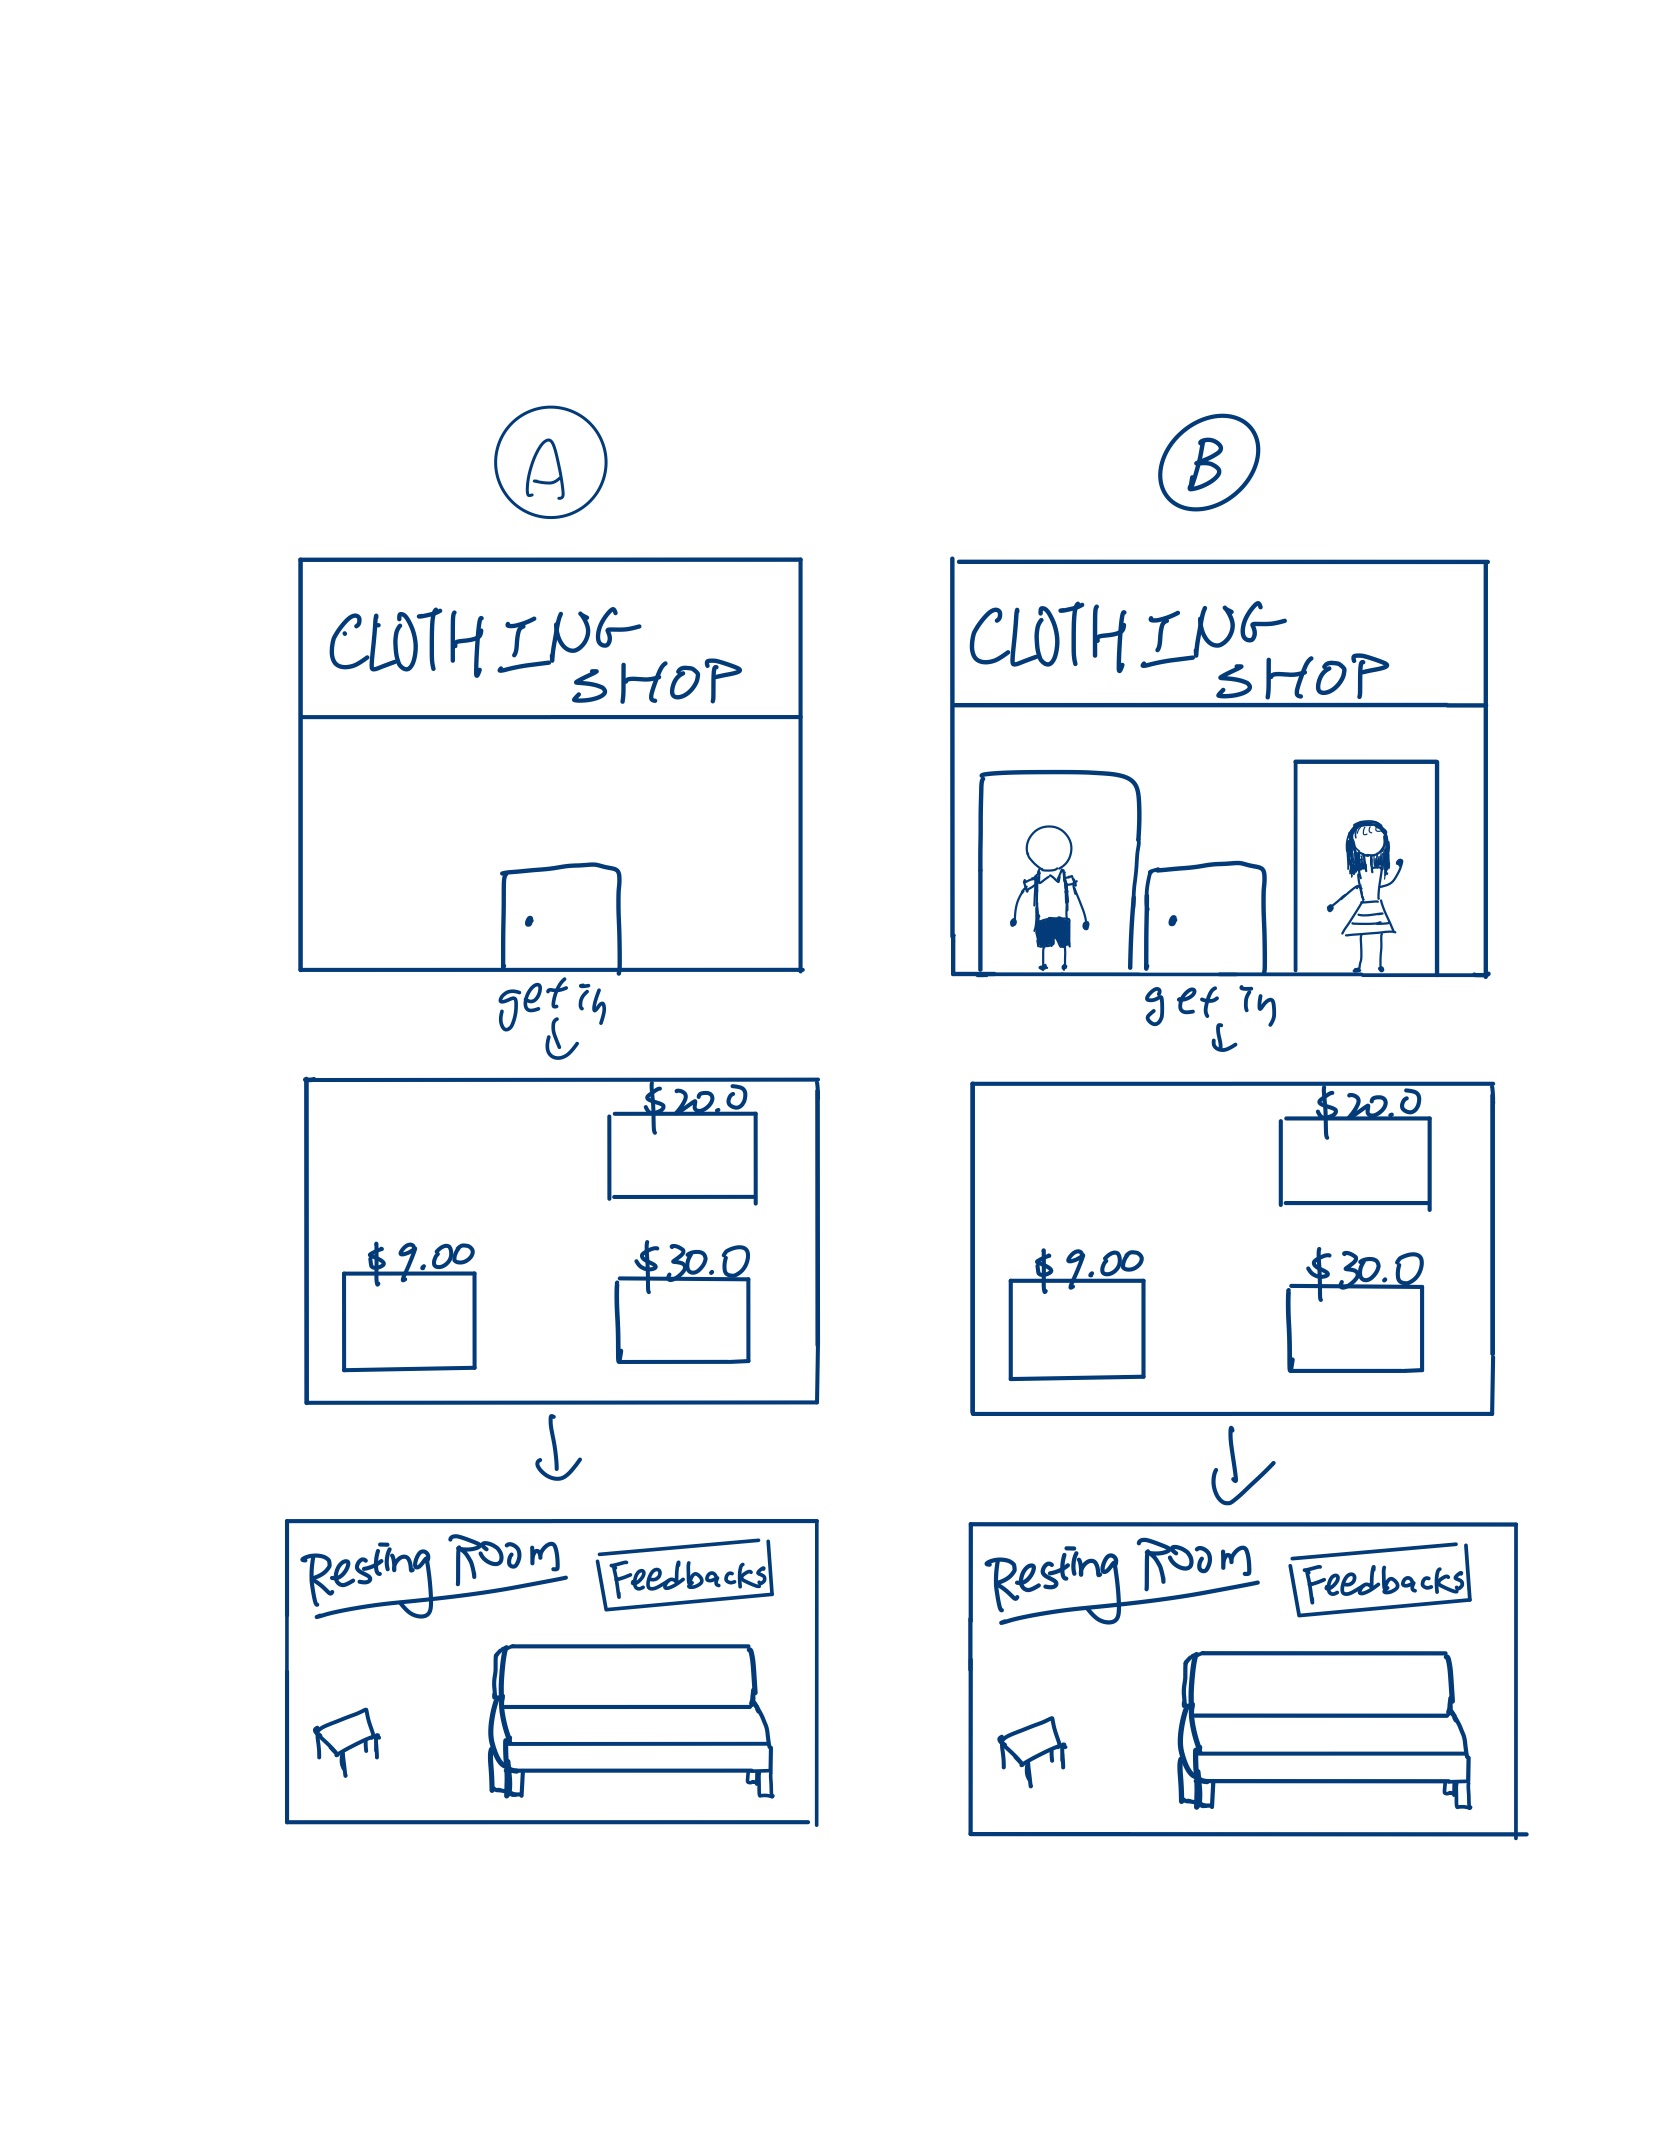 A
CLOTHING
SHOP
get in
$20.0
$9.00
$30.0
Resting Room
Feedbacks
B
CLOTHING
SHOP
get in
$20.0
$9.00
$30.0
Resting Room
Feedbacks